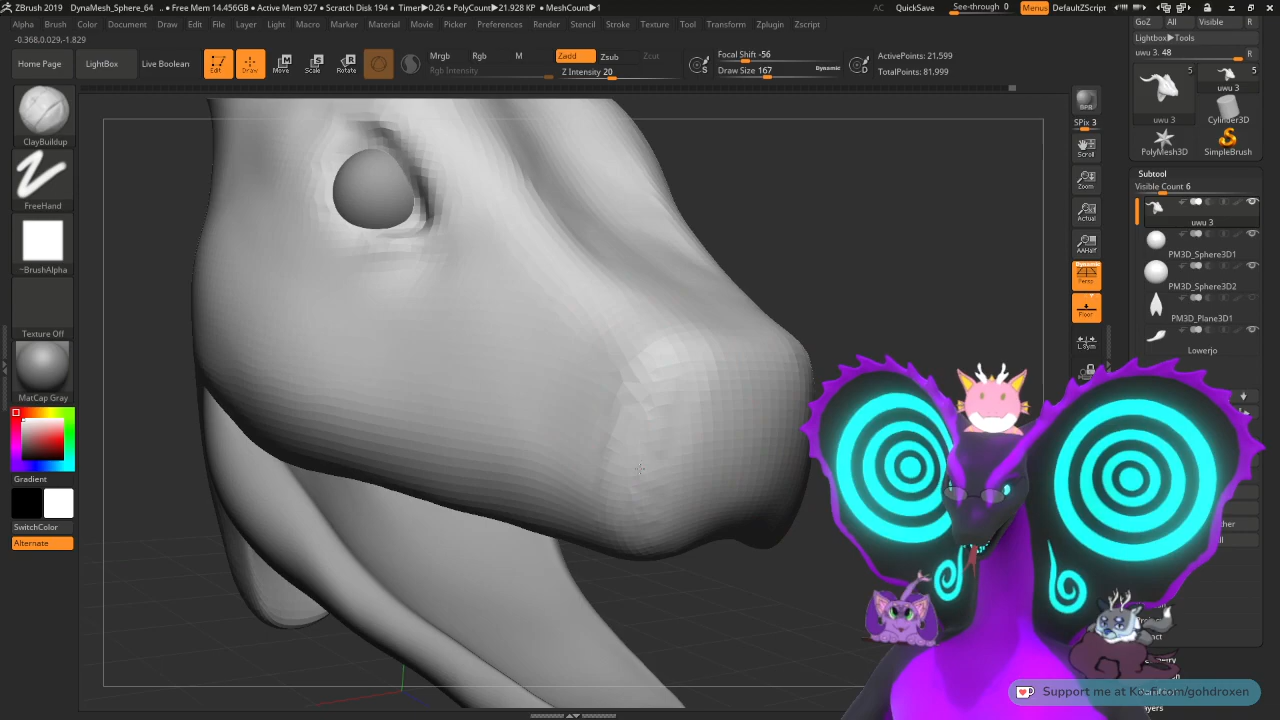 ZBrush 2019 DynaMesh_Sphere_64 .. • Free Mem 14.456GB • Active Mem 927 • Scratch Disk 194 • Timer▶0.26 • PolyCount▶21.928 KP • MeshCount▶1
AC QuickSave See-through 0 Menus DefaultZScript
Alpha Brush Color Document Draw Edit File Layer Light Macro Marker Material Movie Picker Preferences Render Stencil Stroke Texture Tool Transform Zplugin Zscript
-0.368,0.029,-1.829
GoZ All Visible R
Lightbox▶Tools
uwu 3. 48 R
Home Page LightBox Live Boolean
Edit Draw Move Scale Rotate
Mrgb Rgb M Zadd Zsub Zcut
Rgb Intensity Z Intensity 20
S Focal Shift -56
Draw Size 167 Dynamic
D ActivePoints: 21,599
TotalPoints: 81,999
5 5
uwu 3
uwu 3 Cylinder3D
PolyMesh3D SimpleBrush
ClayBuildup
FreeHand
~BrushAlpha
Texture Off
MatCap Gray
Gradient
SwitchColor
Alternate
BPR
SPix 3
Scroll
Zoom
Actual
AAHalf
Dynamic
Persp
Floor
L.Sym
Subtool
Visible Count 6
uwu 3
PM3D_Sphere3D1
PM3D_Sphere3D2
PM3D_Plane3D1
Lowerjo